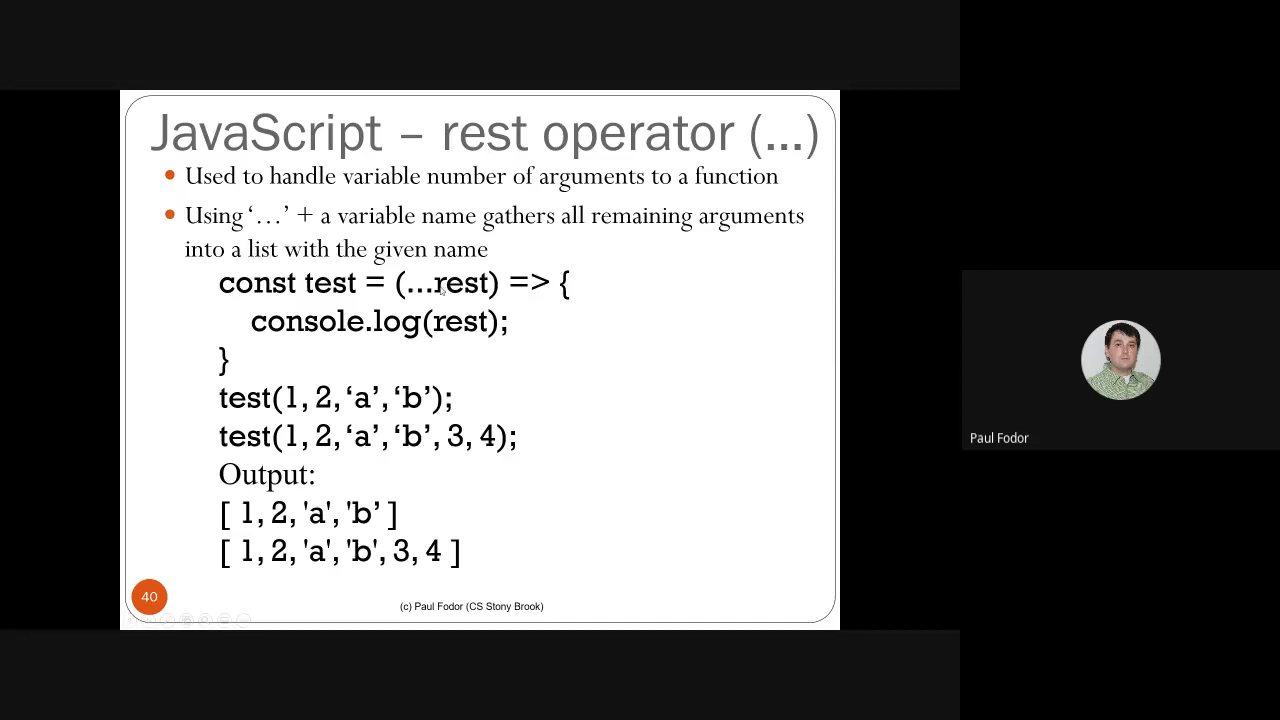 JavaScript – rest operator (...)
• Used to handle variable number of arguments to a function
• Using ‘…’ + a variable name gathers all remaining arguments
into a list with the given name
const test = (...rest) => {
console.log(rest);
}
test(1, 2, ‘a’, ‘b’);
test(1, 2, ‘a’, ‘b’, 3, 4);
Output:
[ 1, 2, 'a', 'b’ ]
[ 1, 2, 'a', 'b', 3, 4 ]
40
(c) Paul Fodor (CS Stony Brook)
Paul Fodor